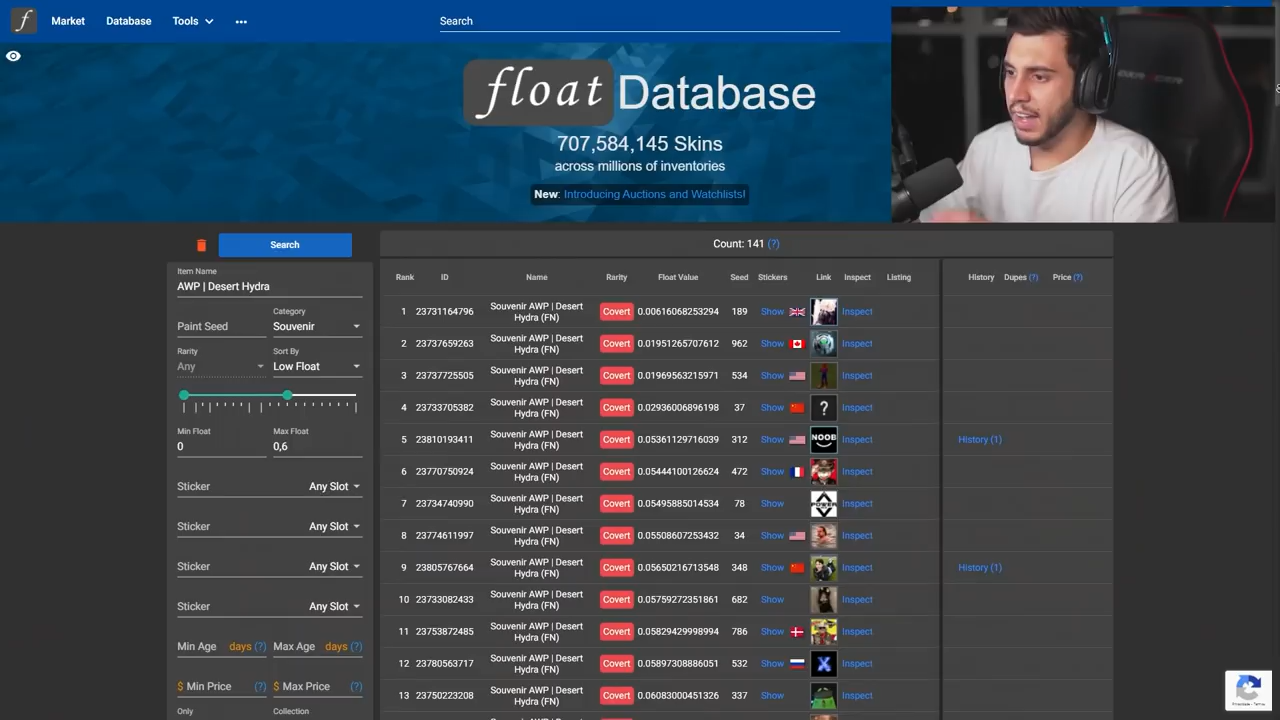 f Market Database Tools ••• Search
float Database
707,584,145 Skins
across millions of inventories
New: Introducing Auctions and Watchlists!
Search
Count: 141 (?)
Item Name
AWP | Desert Hydra
Paint Seed
Category
Souvenir
Rarity
Any
Sort By
Low Float
Min Float
0
Max Float
0,6
Sticker Any Slot
Sticker Any Slot
Sticker Any Slot
Sticker Any Slot
Min Age days (?) Max Age days (?)
$ Min Price (?) $ Max Price (?)
Only Collection
Rank ID Name Rarity Float Value Seed Stickers Link Inspect Listing History Dupes (?) Price (?)
1 23731164796 Souvenir AWP | Desert Hydra (FN) Covert 0.00616068253294 189 Show Inspect
2 23737659263 Souvenir AWP | Desert Hydra (FN) Covert 0.01951265707612 962 Show Inspect
3 23737725505 Souvenir AWP | Desert Hydra (FN) Covert 0.01969563215971 534 Show Inspect
4 23733705382 Souvenir AWP | Desert Hydra (FN) Covert 0.02936006896198 37 Show ? Inspect
5 23810193411 Souvenir AWP | Desert Hydra (FN) Covert 0.05361129716039 312 Show NOOB Inspect History (1)
6 23770750924 Souvenir AWP | Desert Hydra (FN) Covert 0.05444100126624 472 Show Inspect
7 23734740990 Souvenir AWP | Desert Hydra (FN) Covert 0.05495885014534 78 Show POWER Inspect
8 23774611997 Souvenir AWP | Desert Hydra (FN) Covert 0.05508607253432 34 Show Inspect
9 23805767664 Souvenir AWP | Desert Hydra (FN) Covert 0.05650216713548 348 Show Inspect History (1)
10 23733082433 Souvenir AWP | Desert Hydra (FN) Covert 0.05759272351861 682 Show Inspect
11 23753872485 Souvenir AWP | Desert Hydra (FN) Covert 0.05829429998994 786 Show Inspect
12 23780563717 Souvenir AWP | Desert Hydra (FN) Covert 0.05897308886051 532 Show X Inspect
13 23750223208 Souvenir AWP | Desert Hydra (FN) Covert 0.06083000451326 337 Show Inspect